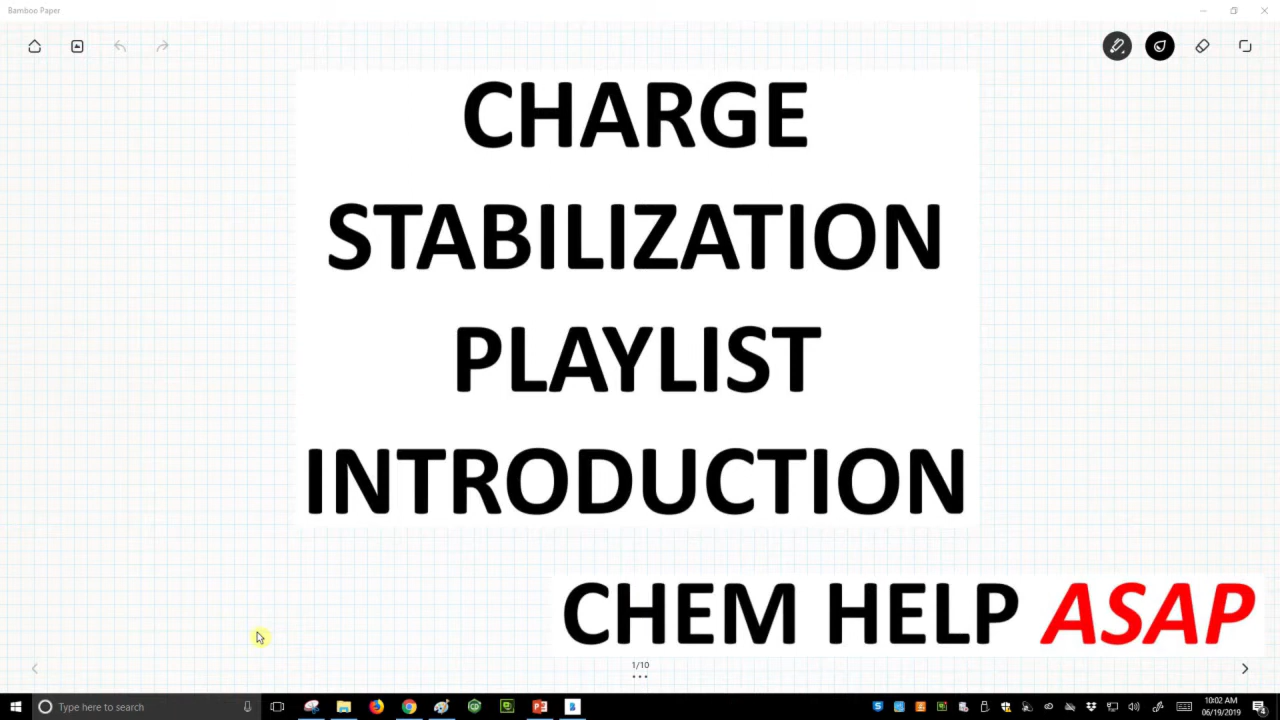 Bamboo Paper
CHARGE
STABILIZATION
PLAYLIST
INTRODUCTION
CHEM HELP ASAP
1/10
Type here to search
10:02 AM
06/19/2019